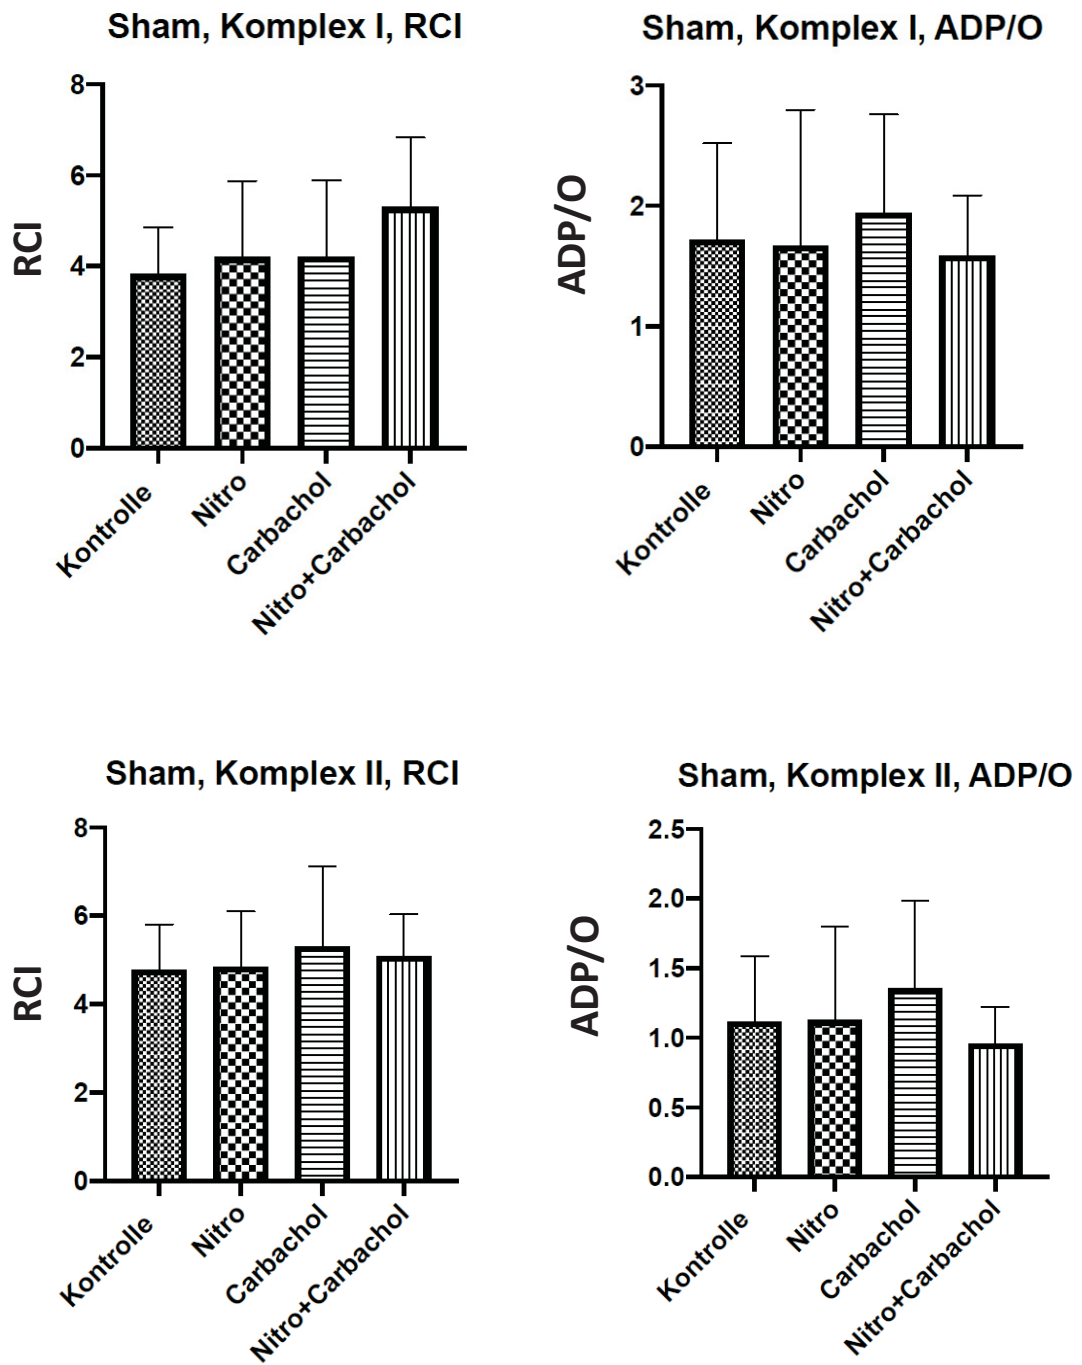 Sham, Komplex I, RCI
8
6
4
2
0
RCI
Kontrolle
Nitro
Carbachol
Nitro+Carbachol
Sham, Komplex I, ADP/O
3
2
1
0
ADP/O
Kontrolle
Nitro
Carbachol
Nitro+Carbachol
Sham, Komplex II, RCI
8
6
4
2
0
RCI
Kontrolle
Nitro
Carbachol
Nitro+Carbachol
Sham, Komplex II, ADP/O
2.5
2.0
1.5
1.0
0.5
0.0
ADP/O
Kontrolle
Nitro
Carbachol
Nitro+Carbachol